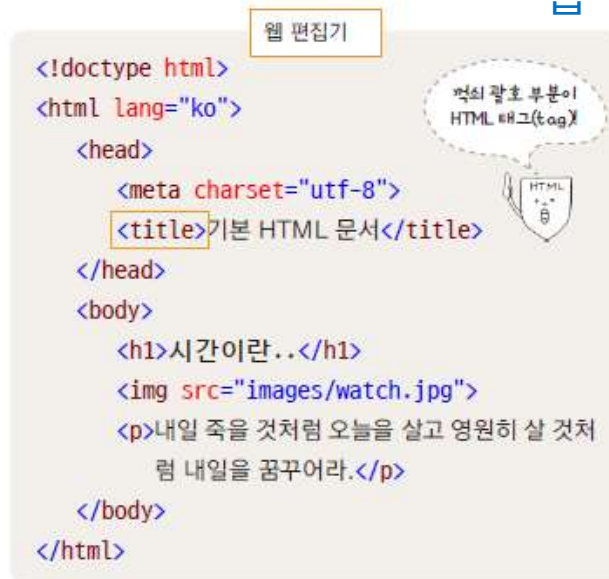 웹 편집기
<!doctype html>
<html lang="ko">
<head>
<meta charset="utf-8">
<title>기본 HTML 문서</title>
</head>
<body>
<h1>시간이란..</h1>
<img src="images/watch.jpg">
<p>내일 죽을 것처럼 오늘을 살고 영원히 살 것처
럼 내일을 꿈꾸어라.</p>
</body>
</html>
꺽쇠 괄호 부분이
HTML 태그(tag)!
HTML